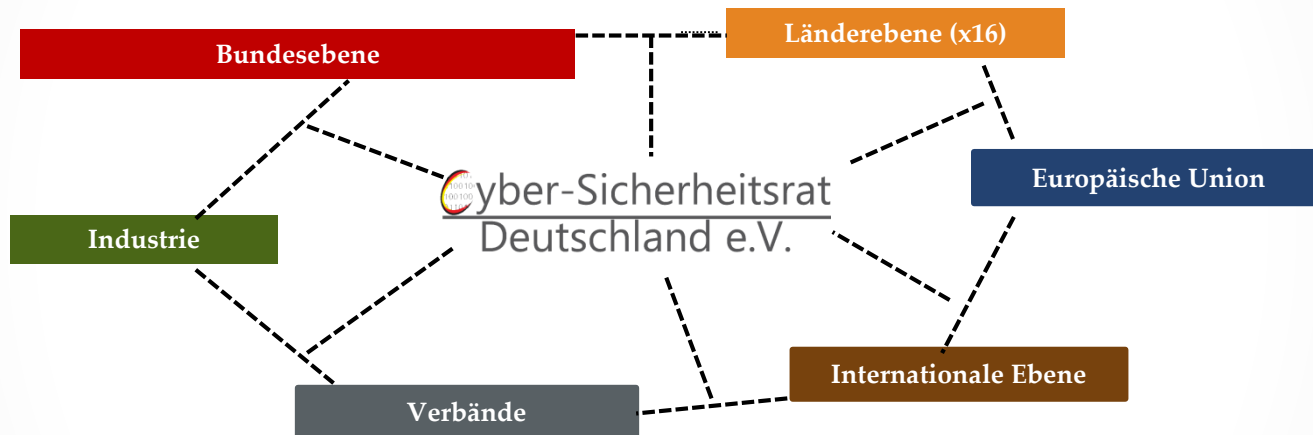 Bundesebene
Länderebene (x16)
Europäische Union
Cyber-Sicherheitsrat
Deutschland e.V.
Industrie
Internationale Ebene
Verbände